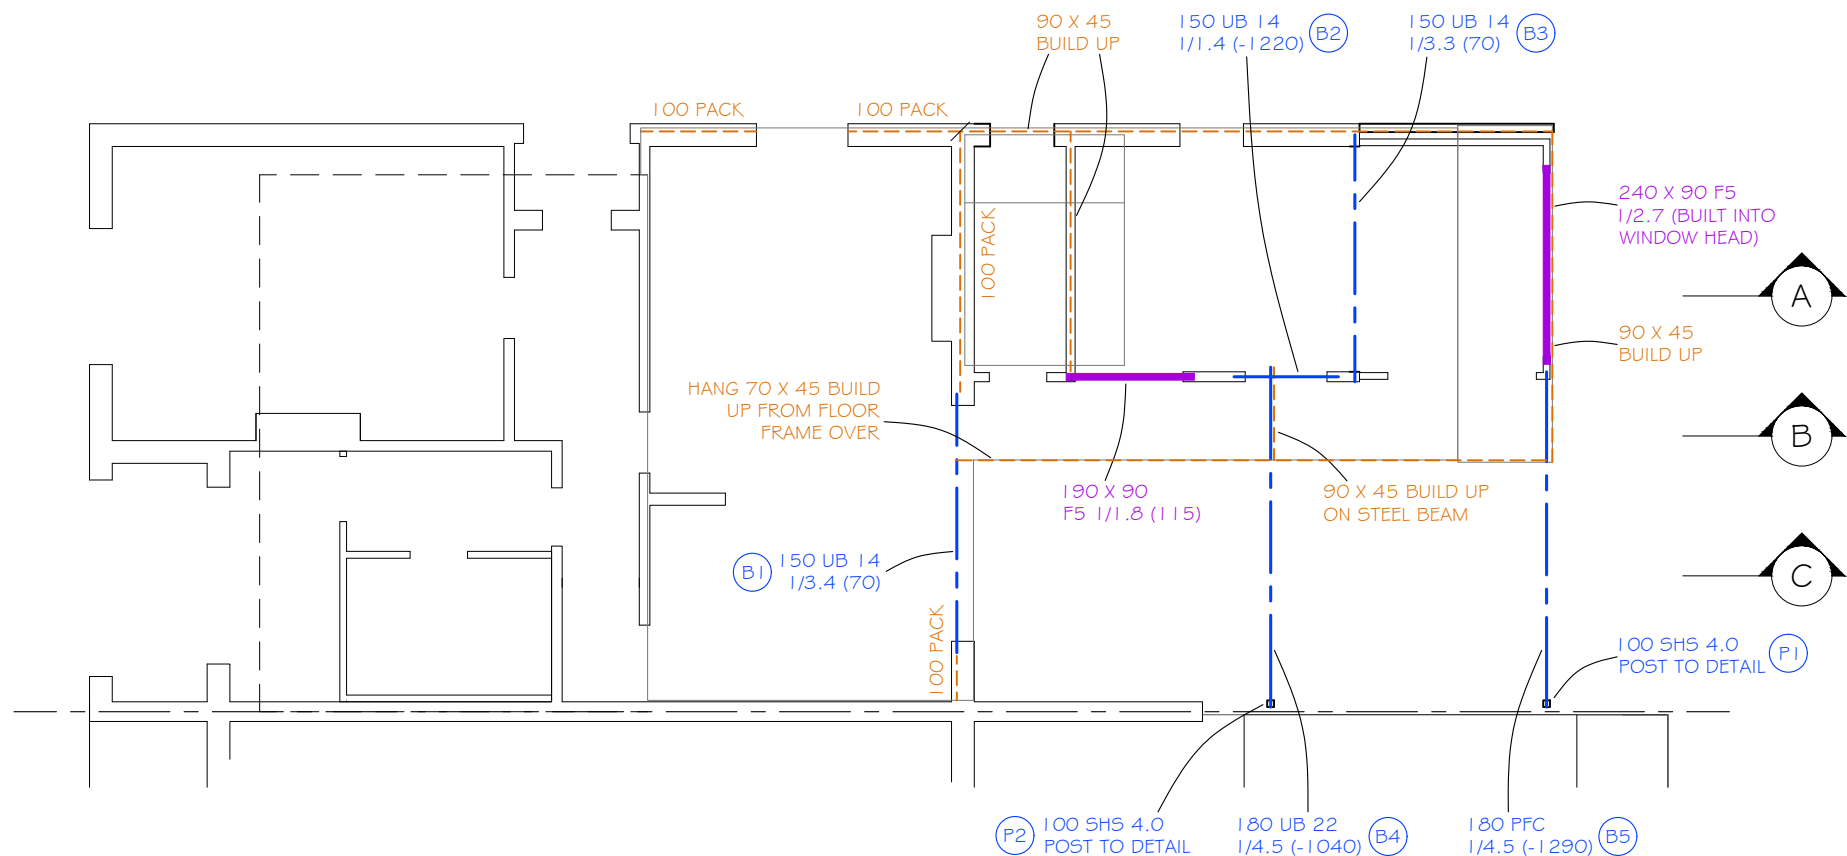 90 X 45
BUILD UP
150 UB 14
1/1.4 (-1220)
B2
150 UB 14
1/3.3 (70)
B3
100 PACK
100 PACK
240 X 90 F5
1/2.7 (BUILT INTO
WINDOW HEAD)
100 PACK
A
90 X 45
BUILD UP
HANG 70 X 45 BUILD
UP FROM FLOOR
FRAME OVER
B
190 X 90
F5 1/1.8 (115)
90 X 45 BUILD UP
ON STEEL BEAM
B1
150 UB 14
1/3.4 (70)
C
100 PACK
100 SHS 4.0
POST TO DETAIL
P1
P2
100 SHS 4.0
POST TO DETAIL
180 UB 22
1/4.5 (-1040)
B4
180 PFC
1/4.5 (-1290)
B5